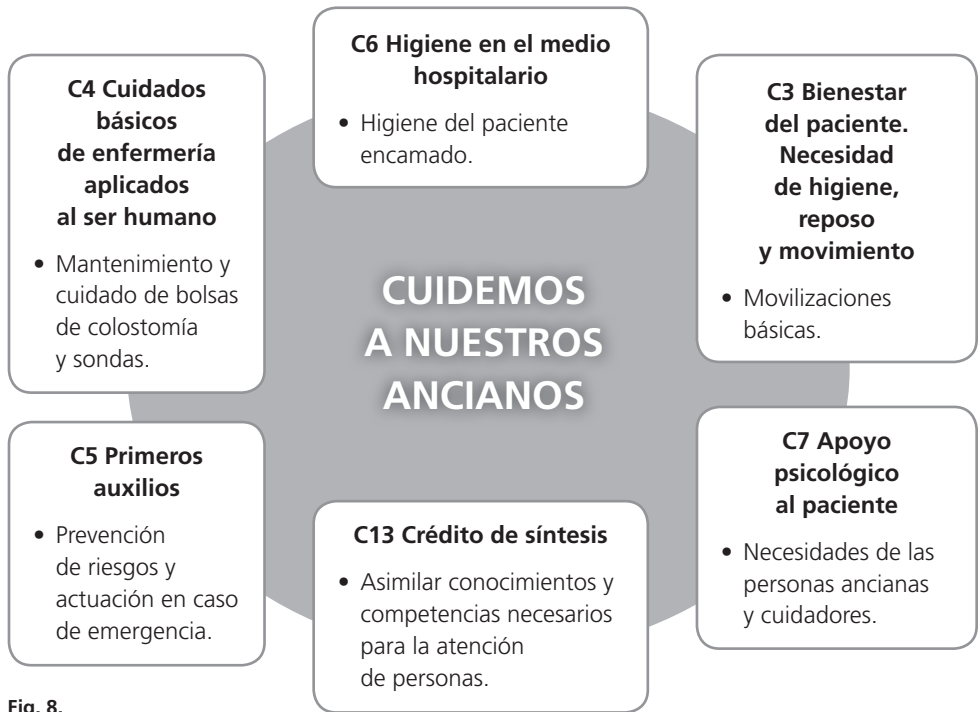 C6 Higiene en el medio
hospitalario
• Higiene del paciente
encamado.
C4 Cuidados
básicos
de enfermería
aplicados
al ser humano
• Mantenimiento y
cuidado de bolsas
de colostomía
y sondas.
C3 Bienestar
del paciente.
Necesidad
de higiene,
reposo
y movimiento
• Movilizaciones
básicas.
CUIDEMOS
A NUESTROS
ANCIANOS
C5 Primeros
auxilios
• Prevención
de riesgos y
actuación en caso
de emergencia.
C13 Crédito de síntesis
• Asimilar conocimientos y
competencias necesarios
para la atención
de personas.
C7 Apoyo
psicológico
al paciente
• Necesidades de las
personas ancianas
y cuidadores.
Fig. 8.